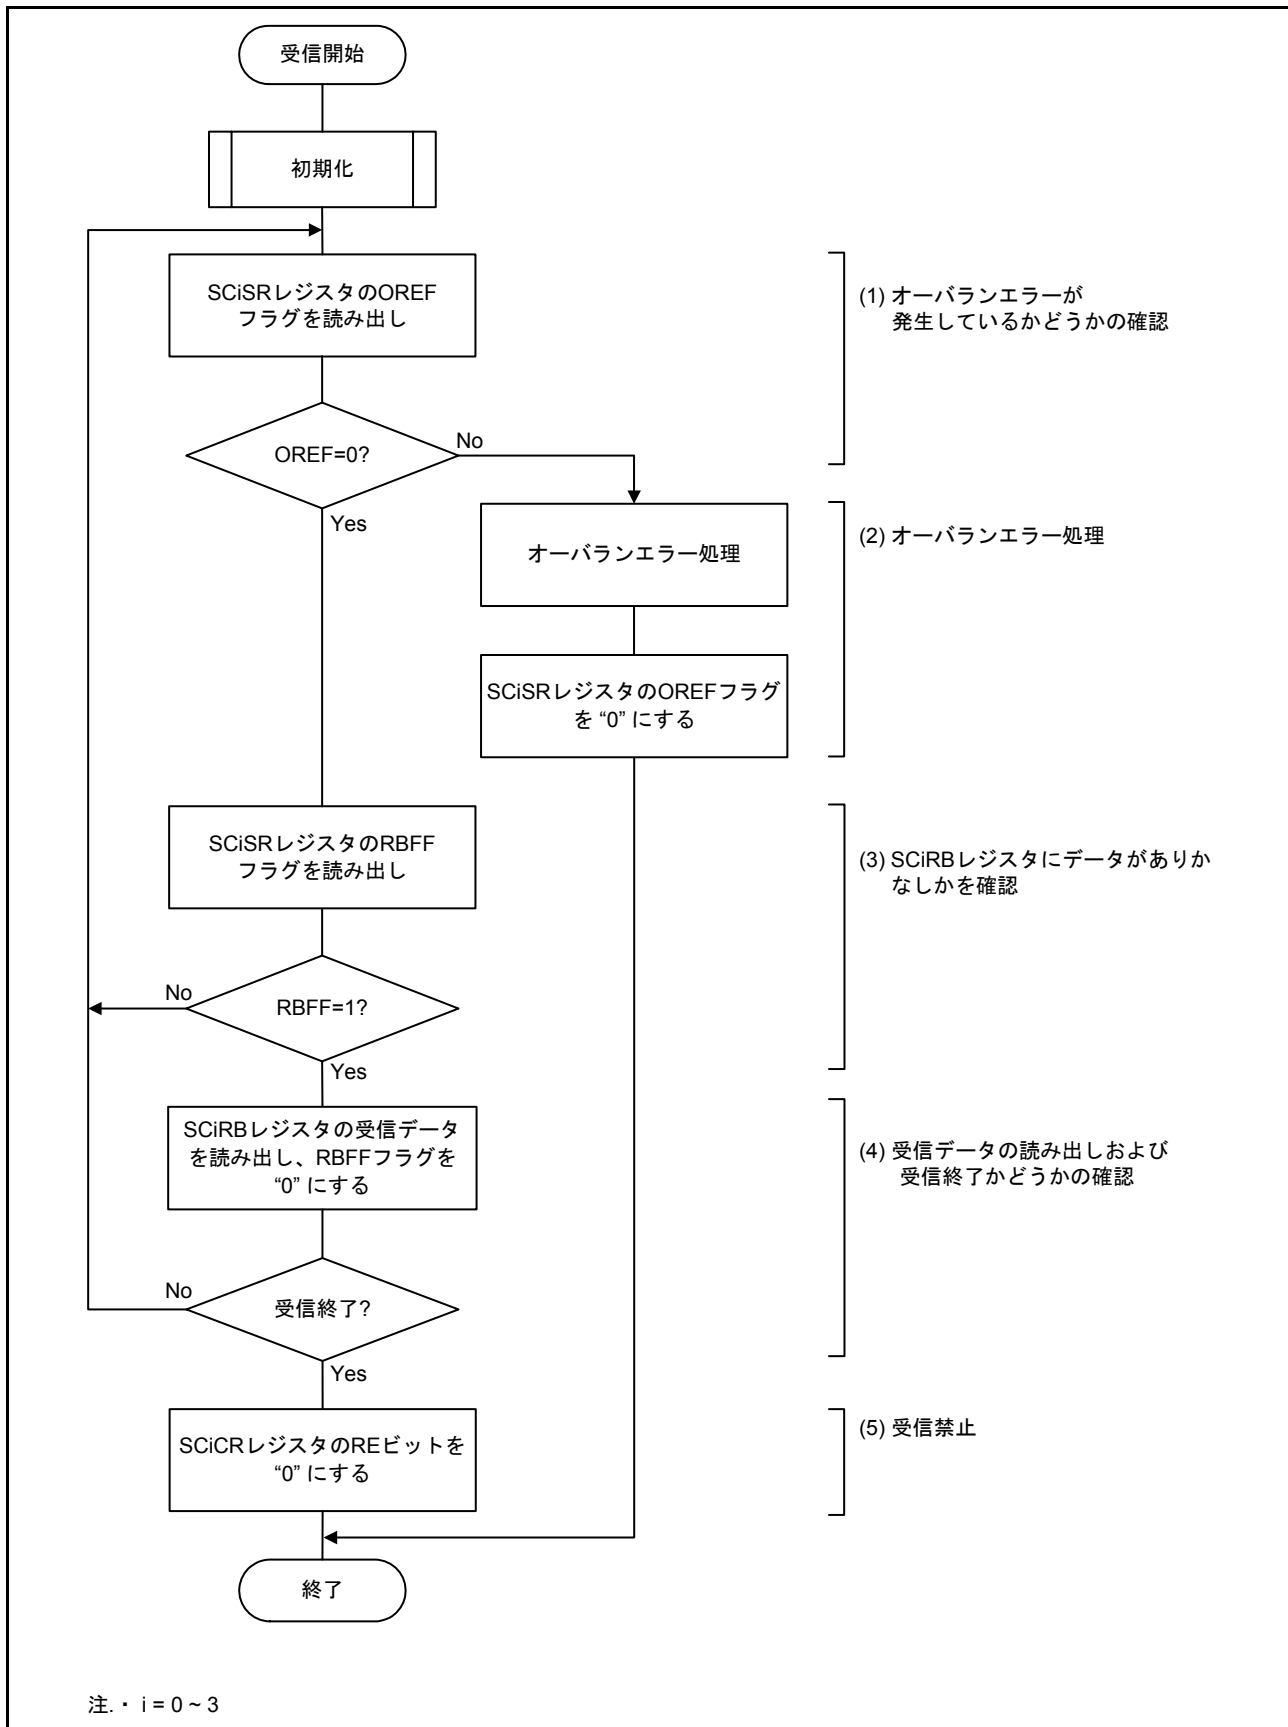 受信開始
初期化
SCiSRレジスタのOREF
フラグを読み出し
(1) オーバランエラーが
発生しているかどうかの確認
OREF=0?
No
Yes
オーバランエラー処理
(2) オーバランエラー処理
SCiSRレジスタのOREFフラグ
を “0” にする
SCiSRレジスタのRBFF
フラグを読み出し
(3) SCiRBレジスタにデータがありか
なしかを確認
RBFF=1?
No
Yes
SCiRBレジスタの受信データ
を読み出し、RBFFフラグを
“0” にする
(4) 受信データの読み出しおよび
受信終了かどうかの確認
受信終了?
No
Yes
SCiCRレジスタのREビットを
“0” にする
(5) 受信禁止
終了
注.・ i = 0 ~ 3